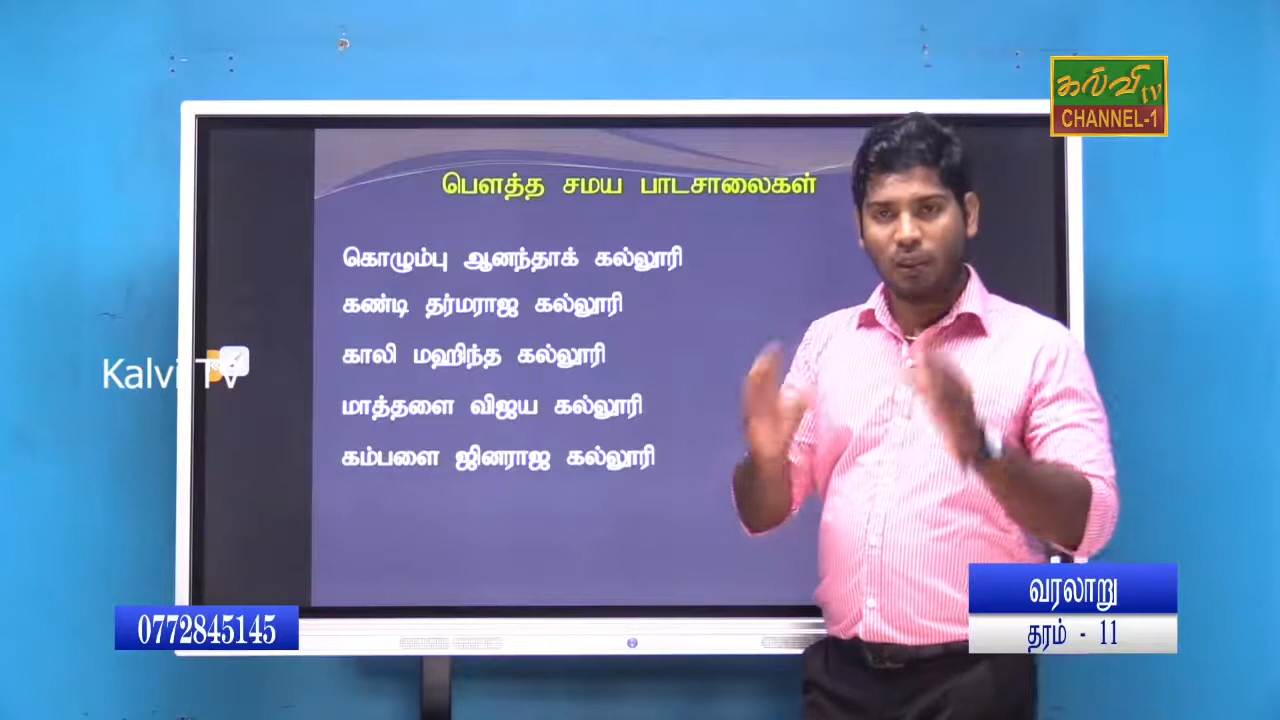 கல்வி tv
CHANNEL-1
பௌத்த சமய பாடசாலைகள்
கொழும்பு ஆனந்தாக் கல்லூரி
கண்டி தர்மராஜ கல்லூரி
காலி மஹிந்த கல்லூரி
மாத்தளை விஜய கல்லூரி
கம்பளை ஜினராஜ கல்லூரி
Kalvi TV
வரலாறு
தரம் - 11
0772845145